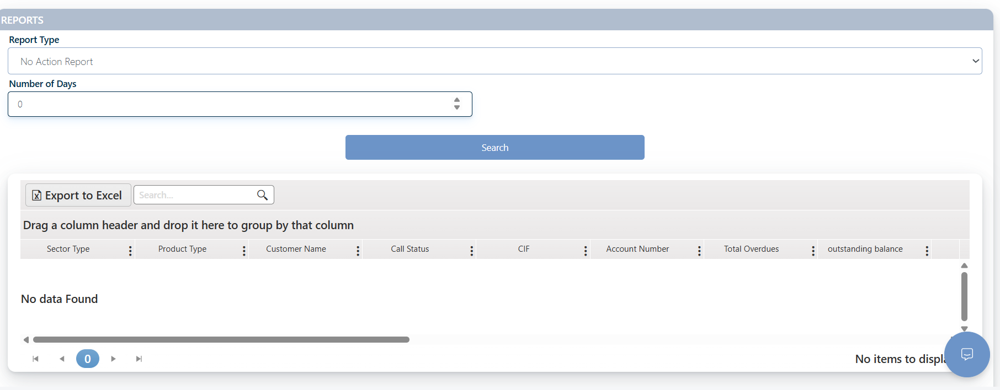 REPORTS
Report Type
No Action Report
Number of Days
0
Search
Export to Excel
Search...
Drag a column header and drop it here to group by that column
Sector Type Product Type Customer Name Call Status CIF Account Number Total Overdues outstanding balance
No data Found
0
No items to